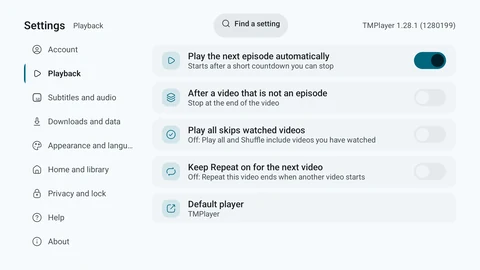 Settings
Playback
Find a setting
TMPlayer 1.28.1 (1280199)
Account
Playback
Subtitles and audio
Downloads and data
Appearance and langu…
Home and library
Privacy and lock
Help
About
Play the next episode automatically
Starts after a short countdown you can stop
After a video that is not an episode
Stop at the end of the video
Play all skips watched videos
Off: Play all and Shuffle include videos you have watched
Keep Repeat on for the next video
Off: Repeat this video ends when another video starts
Default player
TMPlayer